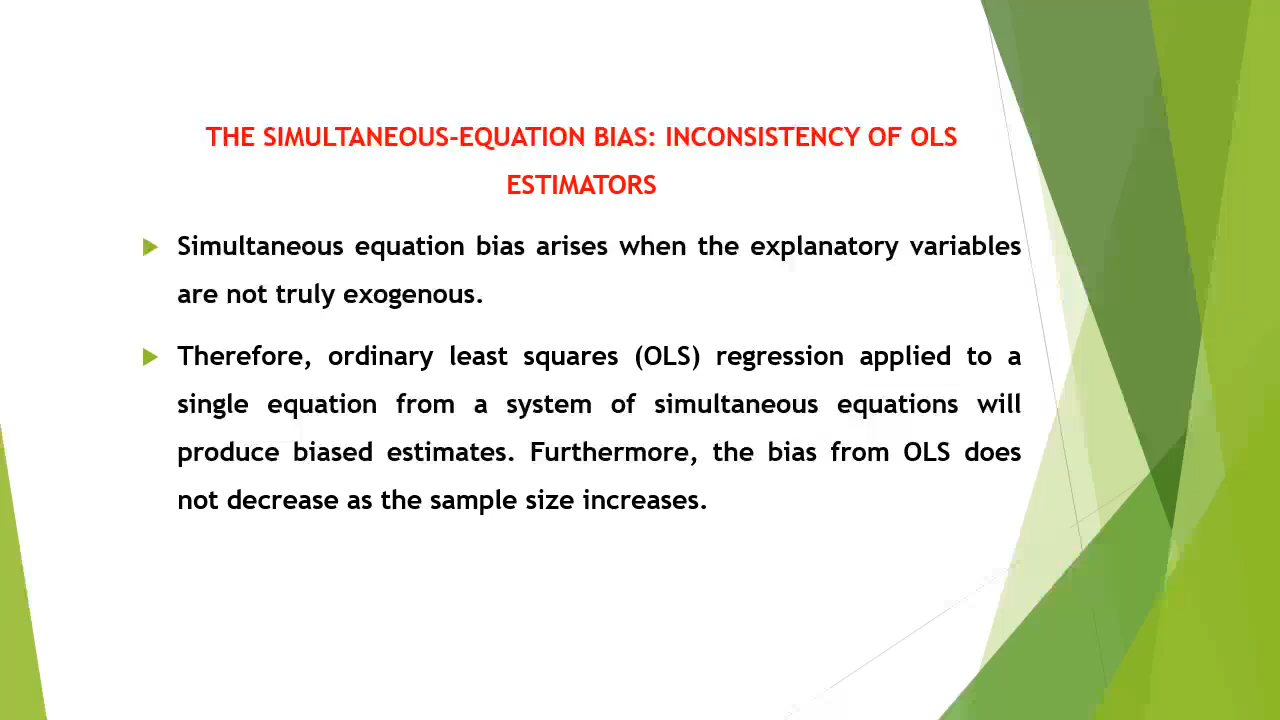 THE SIMULTANEOUS-EQUATION BIAS: INCONSISTENCY OF OLS
ESTIMATORS
Simultaneous equation bias arises when the explanatory variables
are not truly exogenous.
Therefore, ordinary least squares (OLS) regression applied to a
single equation from a system of simultaneous equations will
produce biased estimates. Furthermore, the bias from OLS does
not decrease as the sample size increases.